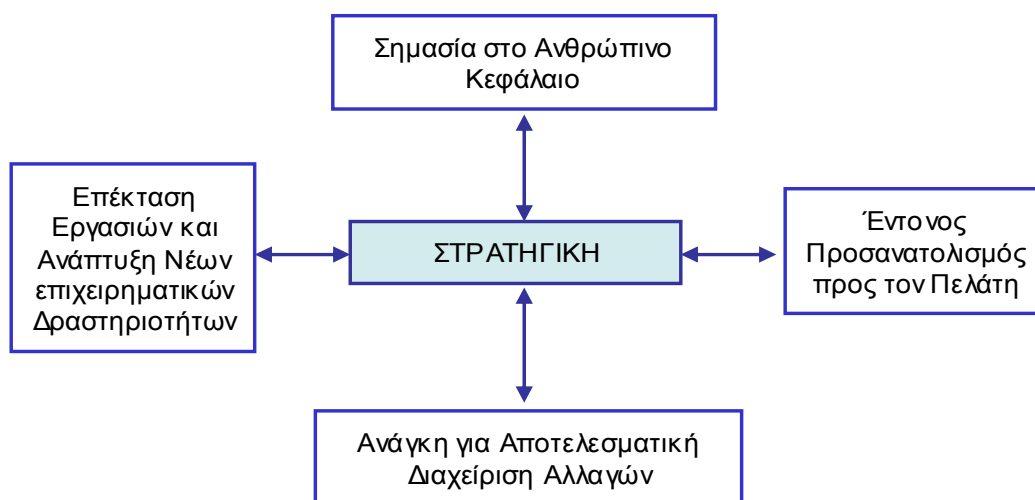 Σημασία στο Ανθρώπινο
Κεφάλαιο
Επέκταση
Εργασιών και
Ανάπτυξη Νέων
επιχειρηματικών
Δραστηριοτήτων
ΣΤΡΑΤΗΓΙΚΗ
Έντονος
Προσανατολισμός
προς τον Πελάτη
Ανάγκη για Αποτελεσματική
Διαχείριση Αλλαγών